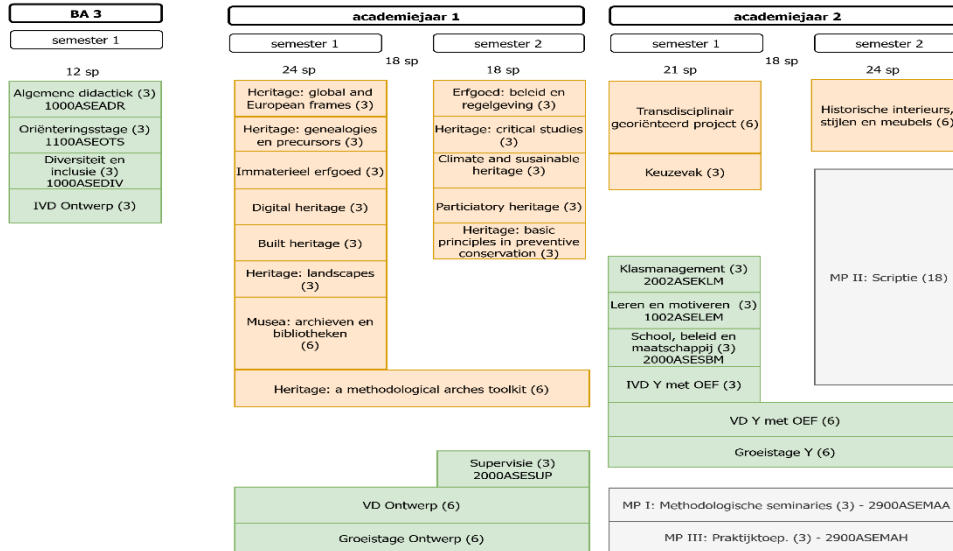 BA 3
semester 1
12 sp
Algemene didactiek (3)
1000ASEADR
Oriënteringsstage (3)
1100ASEOTS
Diversiteit en
inclusie (3)
1000ASEDIV
IVD Ontwerp (3)
academiejaar 1
semester 1
18 sp
semester 2
24 sp
18 sp
Heritage: global and
European frames (3)
Heritage: genealogies
en precursors (3)
Immaterieel erfgoed (3)
Digital heritage (3)
Built heritage (3)
Heritage: landscapes
(3)
Musea: archieven en
bibliotheken
(6)
Erfgoed: beleid en
regelgeving (3)
Heritage: critical studies
(3)
Climate and susainable
heritage (3)
Particiatory heritage (3)
Heritage: basic
principles in preventive
conservation (3)
Heritage: a methodological arches toolkit (6)
Supervisie (3)
2000ASESUP
VD Ontwerp (6)
Groeistage Ontwerp (6)
academiejaar 2
semester 1
18 sp
semester 2
21 sp
24 sp
Transdisciplinair
georiënteerd project (6)
Keuzevak (3)
Historische interieurs,
stijlen en meubels (6)
Klasmanagement (3)
2002ASEKLM
Leren en motiveren (3)
1002ASELEM
School, beleid en
maatschappij (3)
2000ASESBM
IVD Y met OEF (3)
MP II: Scriptie (18)
VD Y met OEF (6)
Groeistage Y (6)
MP I: Methodologische seminaries (3) - 2900ASEMAA
MP III: Praktijktoep. (3) - 2900ASEMAH